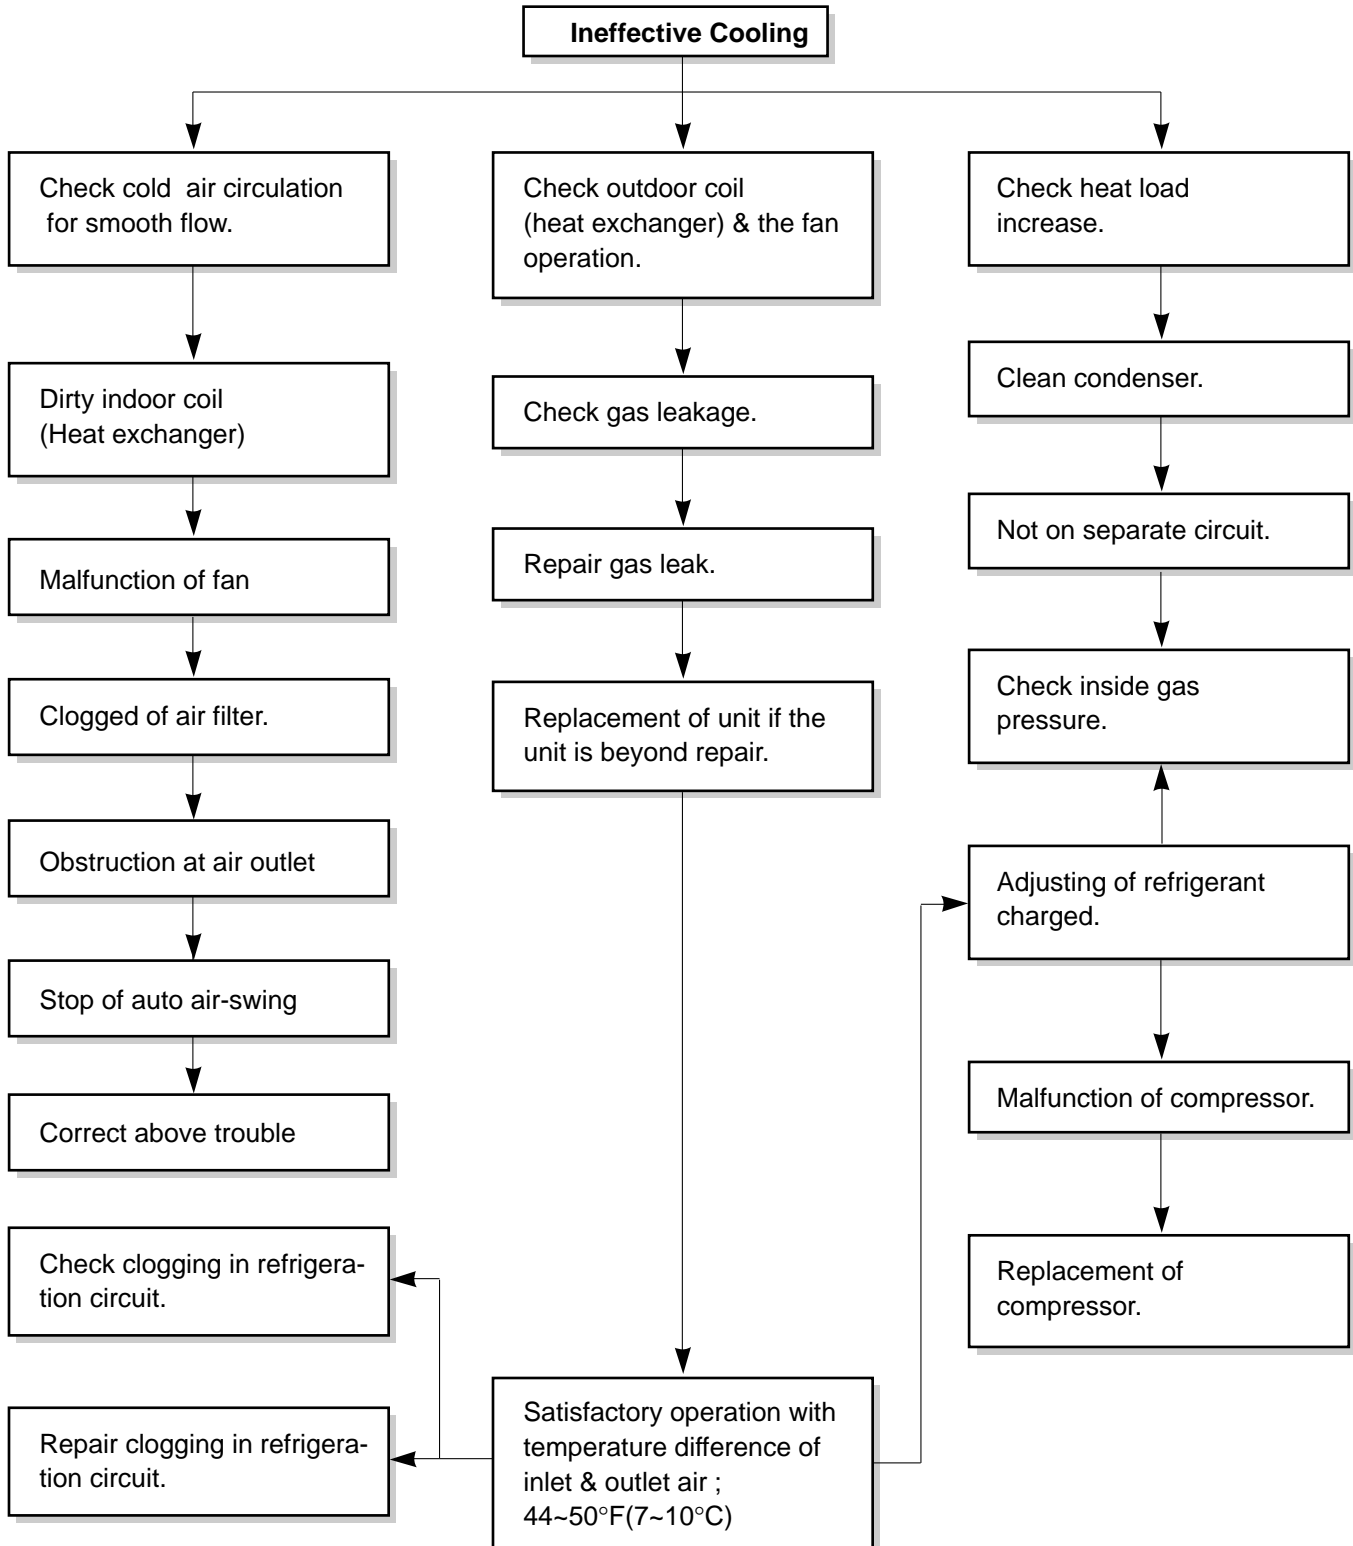 Ineffective Cooling
Check cold air circulation
for smooth flow.
Dirty indoor coil
(Heat exchanger)
Malfunction of fan
Clogged of air filter.
Obstruction at air outlet
Stop of auto air-swing
Correct above trouble
Check clogging in refrigera-
tion circuit.
Repair clogging in refrigera-
tion circuit.
Check outdoor coil
(heat exchanger) & the fan
operation.
Check gas leakage.
Repair gas leak.
Replacement of unit if the
unit is beyond repair.
Satisfactory operation with
temperature difference of
inlet & outlet air ;
44~50°F(7~10°C)
Check heat load
increase.
Clean condenser.
Not on separate circuit.
Check inside gas
pressure.
Adjusting of refrigerant
charged.
Malfunction of compressor.
Replacement of
compressor.